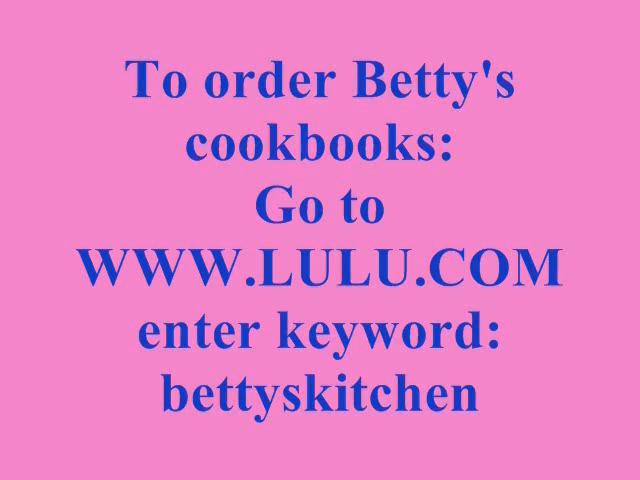 To order Betty's
cookbooks:
Go to
WWW.LULU.COM
enter keyword:
bettyskitchen